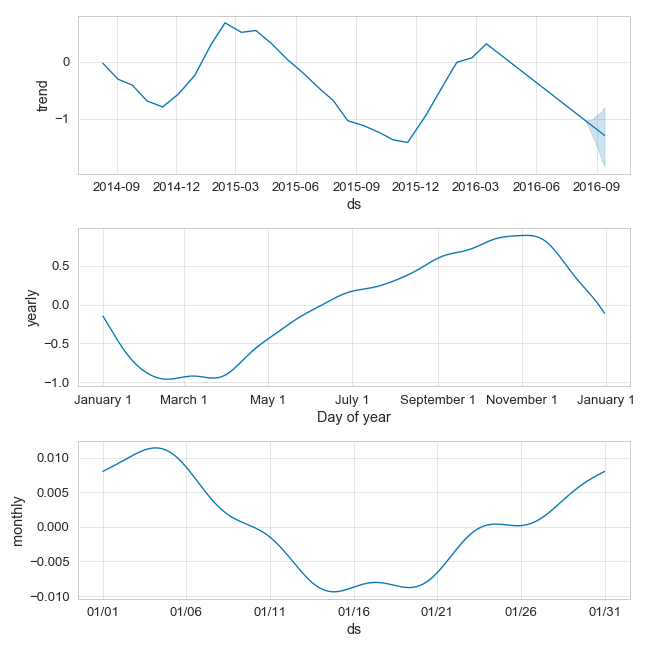 0
−1
trend
2014-09 2014-12 2015-03 2015-06 2015-09 2015-12 2016-03 2016-06 2016-09
ds
0.5
0.0
−0.5
−1.0
yearly
January 1 March 1 May 1 July 1 September 1 November 1 January 1
Day of year
0.010
0.005
0.000
−0.005
−0.010
monthly
01/01 01/06 01/11 01/16 01/21 01/26 01/31
ds